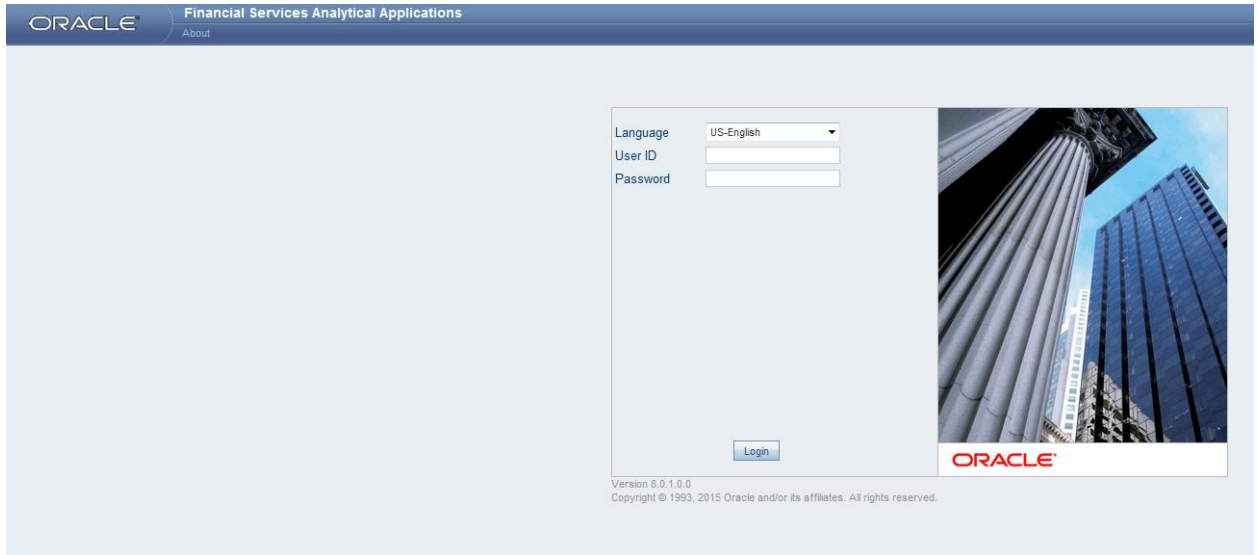 ORACLE®
Financial Services Analytical Applications
About
Language US-English
User ID
Password
Login
ORACLE®
Version 8.0.1.0.0
Copyright © 1993, 2015 Oracle and/or its affiliates. All rights reserved.